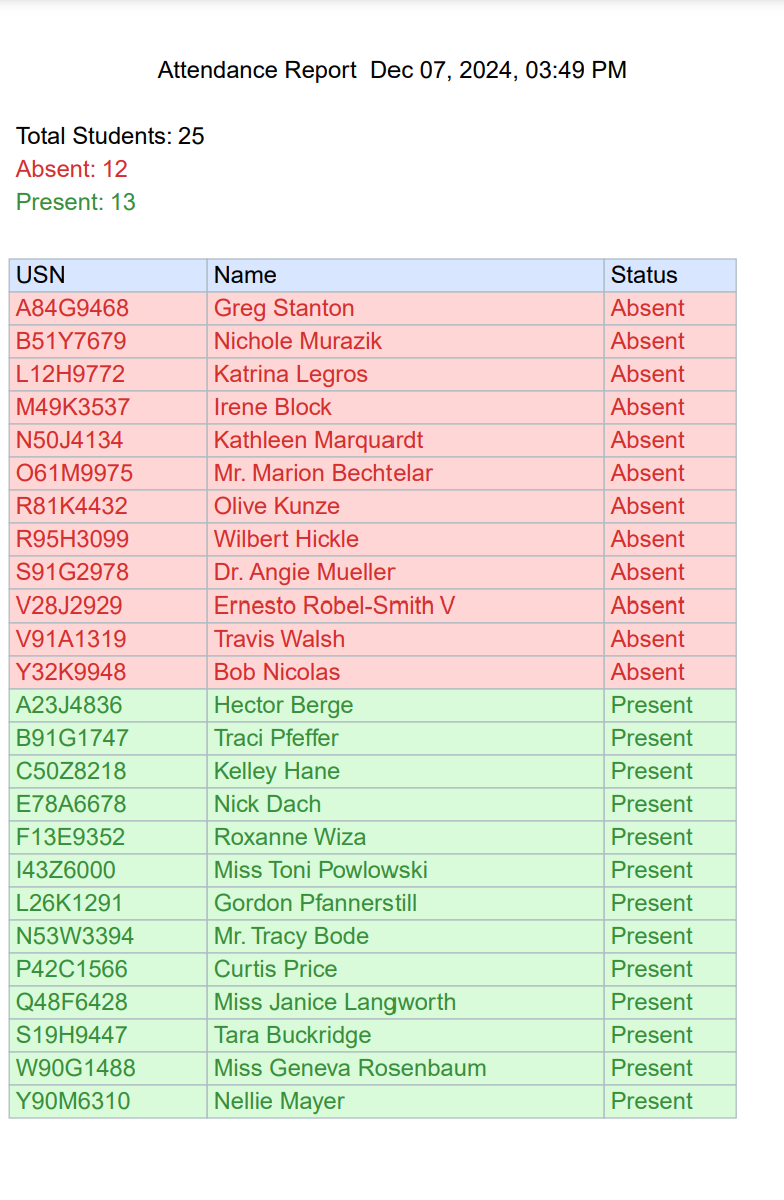 Attendance Report  Dec 07, 2024, 03:49 PM
Total Students: 25
Absent: 12
Present: 13
USN Name Status
A84G9468 Greg Stanton Absent
B51Y7679 Nichole Murazik Absent
L12H9772 Katrina Legros Absent
M49K3537 Irene Block Absent
N50J4134 Kathleen Marquardt Absent
O61M9975 Mr. Marion Bechtelar Absent
R81K4432 Olive Kunze Absent
R95H3099 Wilbert Hickle Absent
S91G2978 Dr. Angie Mueller Absent
V28J2929 Ernesto Robel-Smith V Absent
V91A1319 Travis Walsh Absent
Y32K9948 Bob Nicolas Absent
A23J4836 Hector Berge Present
B91G1747 Traci Pfeffer Present
C50Z8218 Kelley Hane Present
E78A6678 Nick Dach Present
F13E9352 Roxanne Wiza Present
I43Z6000 Miss Toni Powlowski Present
L26K1291 Gordon Pfannerstill Present
N53W3394 Mr. Tracy Bode Present
P42C1566 Curtis Price Present
Q48F6428 Miss Janice Langworth Present
S19H9447 Tara Buckridge Present
W90G1488 Miss Geneva Rosenbaum Present
Y90M6310 Nellie Mayer Present